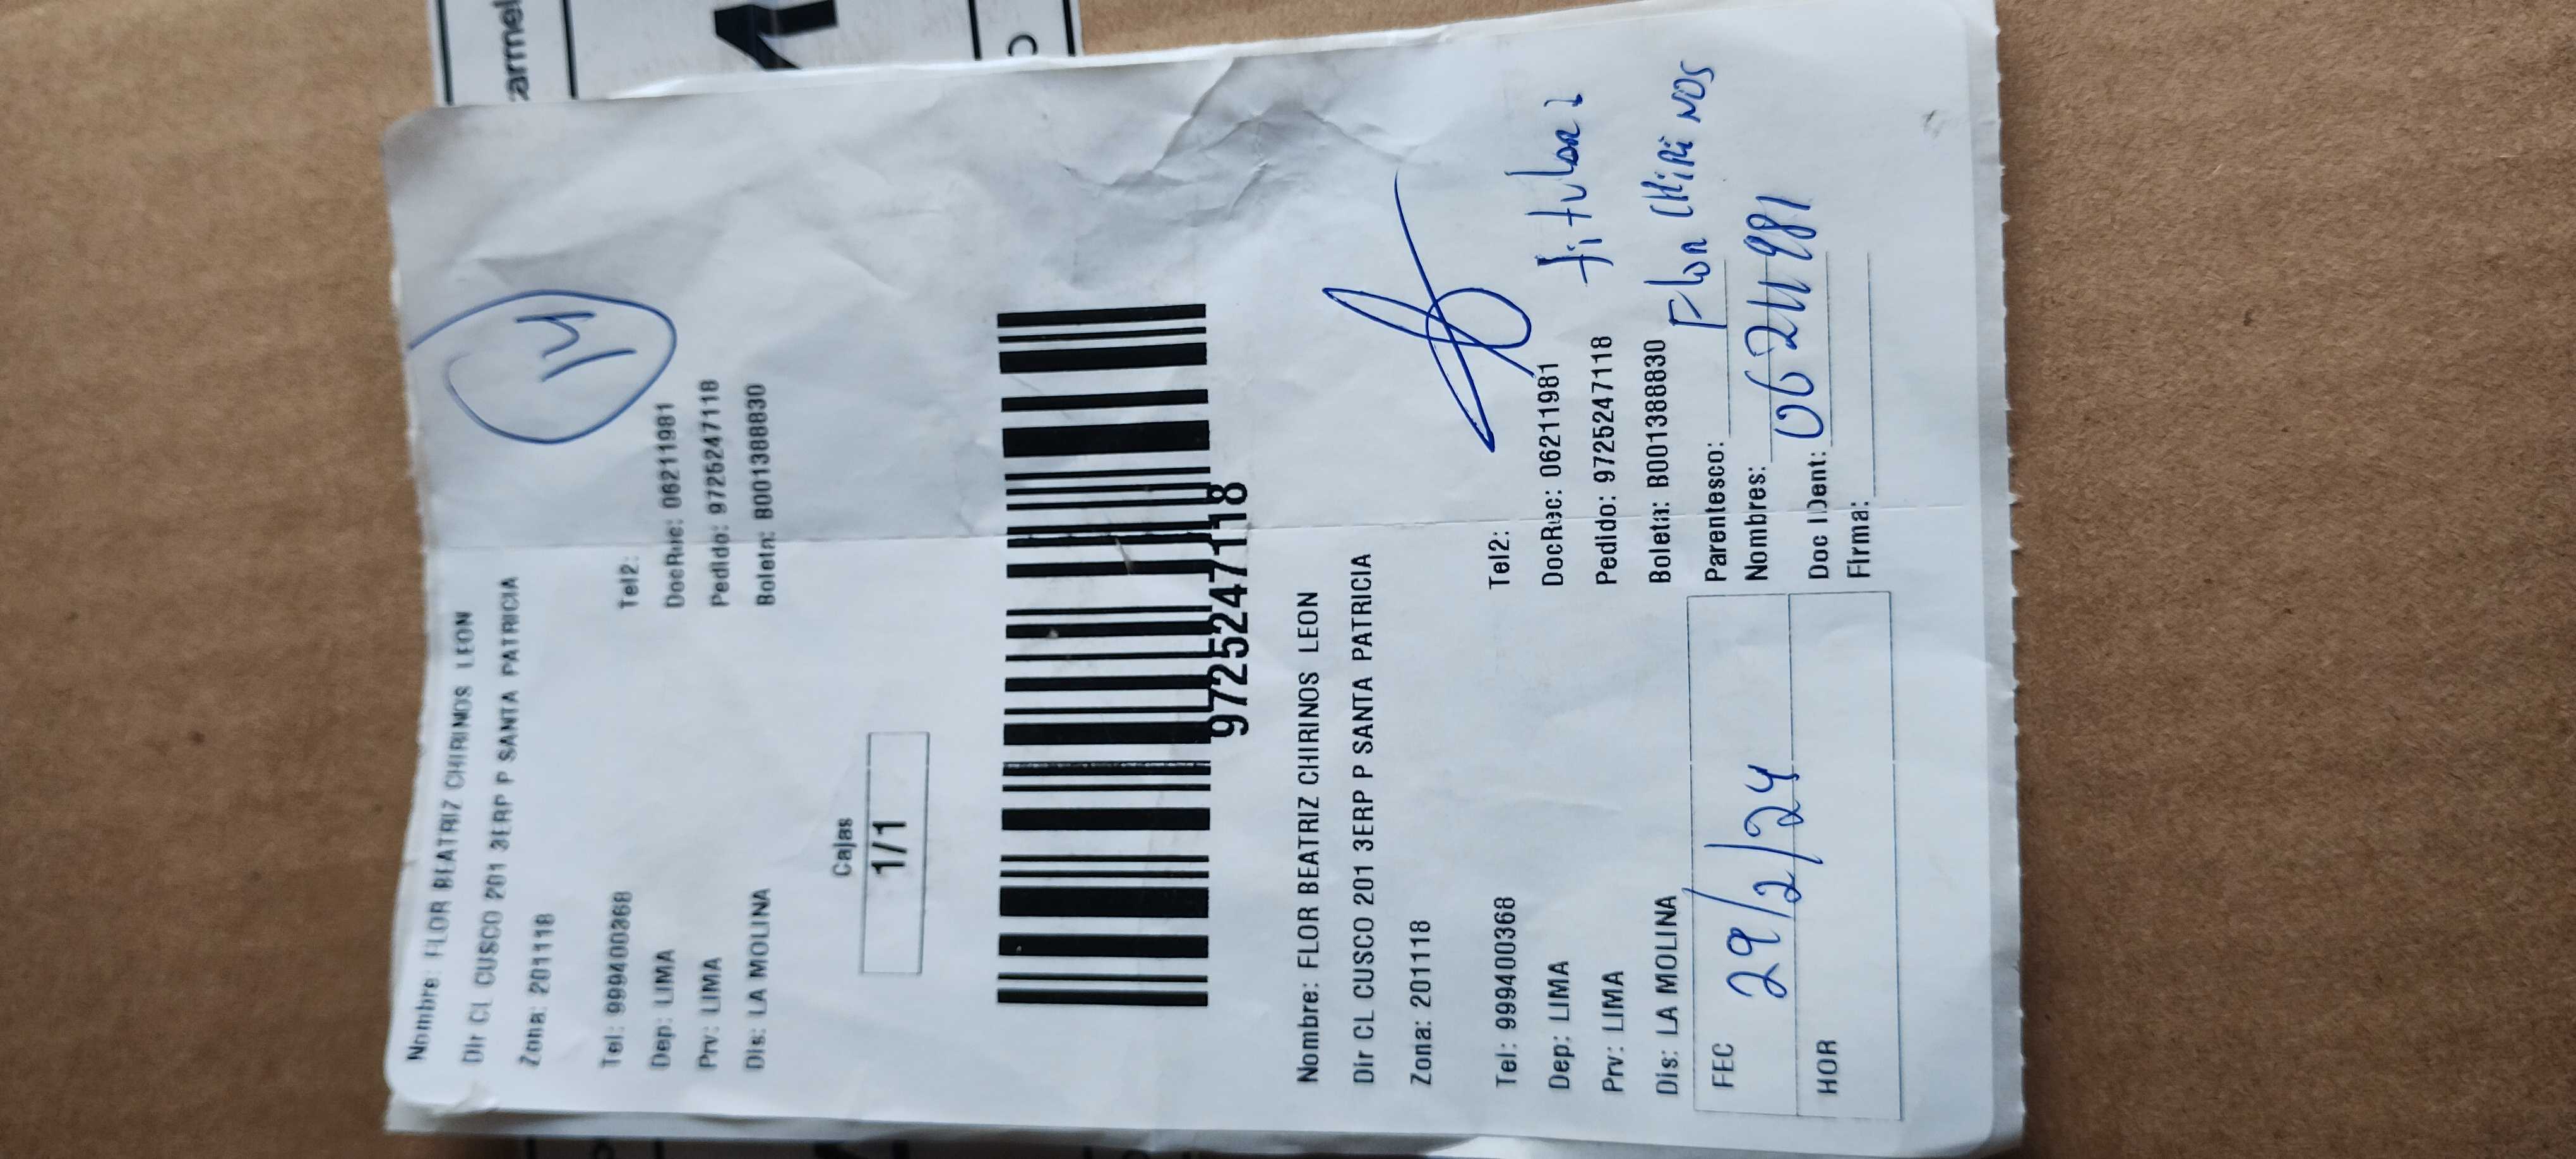 armel
Nombre: FLOR BEATRIZ CHIRINOS LEON
Dir CL CUSCO 201 3ERP P SANTA PATRICIA
Zona: 201118
14
Tel: 999400368 Tel2:
Dep: LIMA DocRuc: 06211981
Prv: LIMA Pedido: 9725247118
Dis: LA MOLINA Boleta: B001388830
Cajas
1/1
9725247118
Nombre: FLOR BEATRIZ CHIRINOS LEON
Dir CL CUSCO 201 3ERP P SANTA PATRICIA
Zona: 201118
Tel: 999400368 Tel2:
Dep: LIMA DocRuc: 06211981 titular
Prv: LIMA Pedido: 9725247118
Dis: LA MOLINA Boleta: B001388830
FEC 29/2/24 Parentesco: Flor CHIRINOS
Nombres: 06211981
HOR Doc IDent:
Firma: